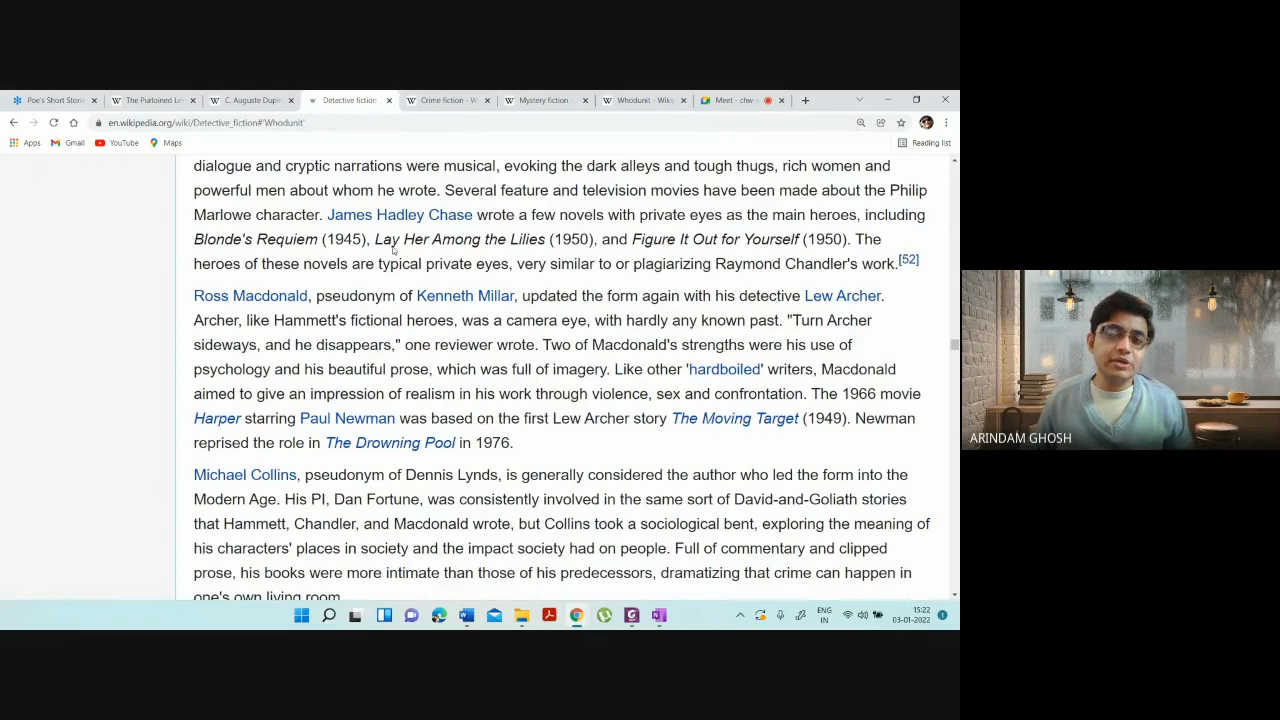 Poe's Short Stori
The Purloined Let
C. Auguste Dupin
Detective fiction
Crime fiction - W
Mystery fiction
Whodunit - Wiki
Meet - chw-
en.wikipedia.org/wiki/Detective_fiction#'Whodunit'
Apps Gmail YouTube Maps Reading list
dialogue and cryptic narrations were musical, evoking the dark alleys and tough thugs, rich women and
powerful men about whom he wrote. Several feature and television movies have been made about the Philip
Marlowe character. James Hadley Chase wrote a few novels with private eyes as the main heroes, including
Blonde's Requiem (1945), Lay Her Among the Lilies (1950), and Figure It Out for Yourself (1950). The
heroes of these novels are typical private eyes, very similar to or plagiarizing Raymond Chandler's work.[52]
Ross Macdonald, pseudonym of Kenneth Millar, updated the form again with his detective Lew Archer.
Archer, like Hammett's fictional heroes, was a camera eye, with hardly any known past. "Turn Archer
sideways, and he disappears," one reviewer wrote. Two of Macdonald's strengths were his use of
psychology and his beautiful prose, which was full of imagery. Like other 'hardboiled' writers, Macdonald
aimed to give an impression of realism in his work through violence, sex and confrontation. The 1966 movie
Harper starring Paul Newman was based on the first Lew Archer story The Moving Target (1949). Newman
reprised the role in The Drowning Pool in 1976.
Michael Collins, pseudonym of Dennis Lynds, is generally considered the author who led the form into the
Modern Age. His PI, Dan Fortune, was consistently involved in the same sort of David-and-Goliath stories
that Hammett, Chandler, and Macdonald wrote, but Collins took a sociological bent, exploring the meaning of
his characters' places in society and the impact society had on people. Full of commentary and clipped
prose, his books were more intimate than those of his predecessors, dramatizing that crime can happen in
one's own living room.
ENG
IN
15:22
03-01-2022
ARINDAM GHOSH